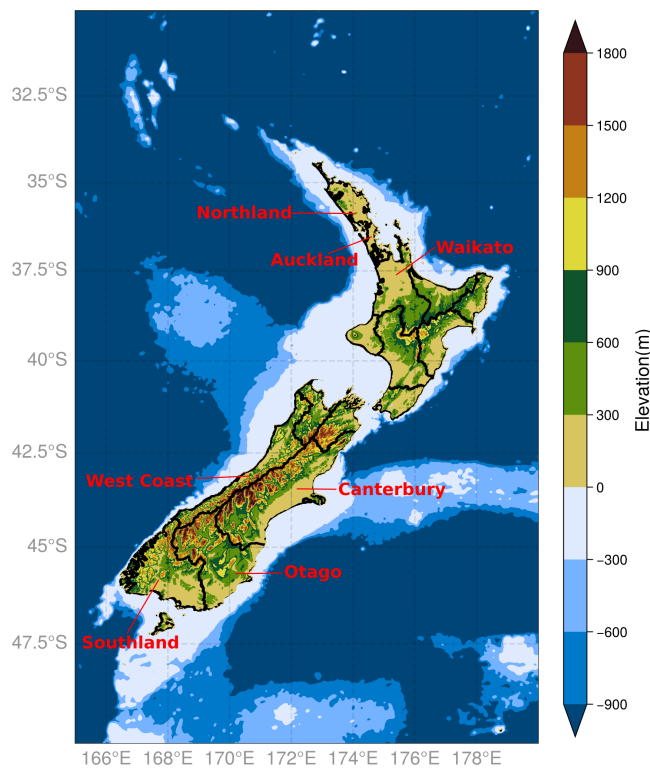 32.5°S
35°S
37.5°S
40°S
42.5°S
45°S
47.5°S
166°E 168°E 170°E 172°E 174°E 176°E 178°E
Northland
Auckland
Waikato
West Coast
Canterbury
Otago
Southland
1800
1500
1200
900
600
300
0
−300
−600
−900
Elevation(m)